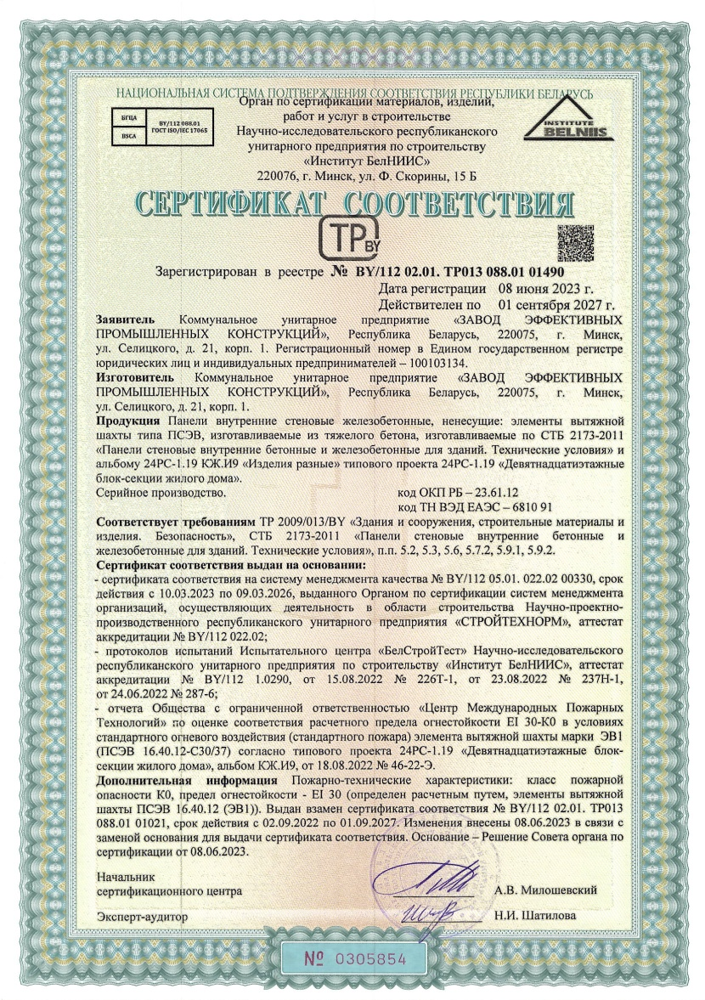 НАЦИОНАЛЬНАЯ СИСТЕМА ПОДТВЕРЖДЕНИЯ СООТВЕТСТВИЯ РЕСПУБЛИКИ БЕЛАРУСЬ
БГЦА
BSCA
BY/112 088.01
ГОСТ ISO/IEC 17065
Орган по сертификации материалов, изделий,
работ и услуг в строительстве
Научно-исследовательского республиканского
унитарного предприятия по строительству
«Институт БелНИИС»
220076, г. Минск, ул. Ф. Скорины, 15 Б
INSTITUTE
BELNIIS
СЕРТИФИКАТ СООТВЕТСТВИЯ
ТР BY
Зарегистрирован в реестре № BY/112 02.01. ТР013 088.01 01490
Дата регистрации 08 июня 2023 г.
Действителен по 01 сентября 2027 г.
Заявитель Коммунальное унитарное предприятие «ЗАВОД ЭФФЕКТИВНЫХ
ПРОМЫШЛЕННЫХ КОНСТРУКЦИЙ», Республика Беларусь, 220075, г. Минск,
ул. Селицкого, д. 21, корп. 1. Регистрационный номер в Едином государственном регистре
юридических лиц и индивидуальных предпринимателей – 100103134.
Изготовитель Коммунальное унитарное предприятие «ЗАВОД ЭФФЕКТИВНЫХ
ПРОМЫШЛЕННЫХ КОНСТРУКЦИЙ», Республика Беларусь, 220075, г. Минск,
ул. Селицкого, д. 21, корп. 1.
Продукция Панели внутренние стеновые железобетонные, ненесущие: элементы вытяжной
шахты типа ПСЭВ, изготавливаемые из тяжелого бетона, изготавливаемые по СТБ 2173-2011
«Панели стеновые внутренние бетонные и железобетонные для зданий. Технические условия» и
альбому 24РС-1.19 КЖ.И9 «Изделия разные» типового проекта 24РС-1.19 «Девятнадцатиэтажные
блок-секции жилого дома».
Серийное производство.
код ОКП РБ – 23.61.12
код ТН ВЭД ЕАЭС – 6810 91
Соответствует требованиям ТР 2009/013/BY «Здания и сооружения, строительные материалы и
изделия. Безопасность», СТБ 2173-2011 «Панели стеновые внутренние бетонные и
железобетонные для зданий. Технические условия», п.п. 5.2, 5.3, 5.6, 5.7.2, 5.9.1, 5.9.2.
Сертификат соответствия выдан на основании:
- сертификата соответствия на систему менеджмента качества № BY/112 05.01. 022.02 00330, срок
действия с 10.03.2023 по 09.03.2026, выданного Органом по сертификации систем менеджмента
организаций, осуществляющих деятельность в области строительства Научно-проектно-
производственного республиканского унитарного предприятия «СТРОЙТЕХНОРМ», аттестат
аккредитации № BY/112 022.02;
- протоколов испытаний Испытательного центра «БелСтройТест» Научно-исследовательского
республиканского унитарного предприятия по строительству «Институт БелНИИС», аттестат
аккредитации № BY/112 1.0290, от 15.08.2022 № 226Т-1, от 23.08.2022 № 237Н-1,
от 24.06.2022 № 287-6;
- отчета Общества с ограниченной ответственностью «Центр Международных Пожарных
Технологий» по оценке соответствия расчетного предела огнестойкости EI 30-К0 в условиях
стандартного огневого воздействия (стандартного пожара) элемента вытяжной шахты марки ЭВ1
(ПСЭВ 16.40.12-С30/37) согласно типового проекта 24РС-1.19 «Девятнадцатиэтажные блок-
секции жилого дома», альбом КЖ.И9, от 18.08.2022 № 46-22-Э.
Дополнительная информация Пожарно-технические характеристики: класс пожарной
опасности К0, предел огнестойкости - EI 30 (определен расчетным путем, элементы вытяжной
шахты ПСЭВ 16.40.12 (ЭВ1)). Выдан взамен сертификата соответствия № BY/112 02.01. ТР013
088.01 01021, срок действия с 02.09.2022 по 01.09.2027. Изменения внесены 08.06.2023 в связи с
заменой основания для выдачи сертификата соответствия. Основание – Решение Совета органа по
сертификации от 08.06.2023.
Начальник
сертификационного центра
А.В. Милошевский
Эксперт-аудитор
Н.И. Шатилова
№ 0305854